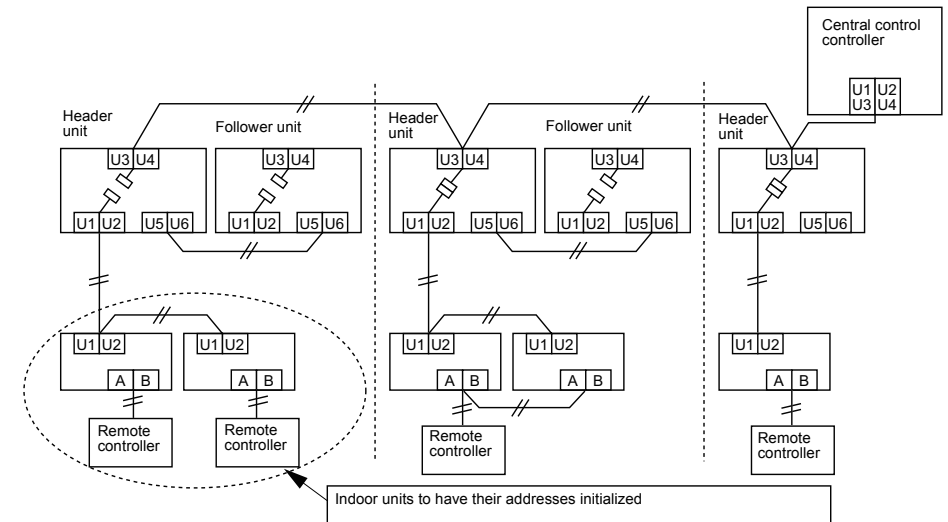 Central control
controller
U1 U2
U3 U4
Header
unit
Follower unit
Header
unit
Follower unit
Header
unit
U3 U4
U3 U4
U3 U4
U3 U4
U3 U4
U1 U2
U5 U6
U1 U2
U5 U6
U1 U2
U5 U6
U1 U2
U5 U6
U1 U2
U5 U6
U1 U2
U1 U2
U1 U2
U1 U2
U1 U2
A B
A B
A B
A B
A B
Remote
controller
Remote
controller
Remote
controller
Remote
controller
Indoor units to have their addresses initialized